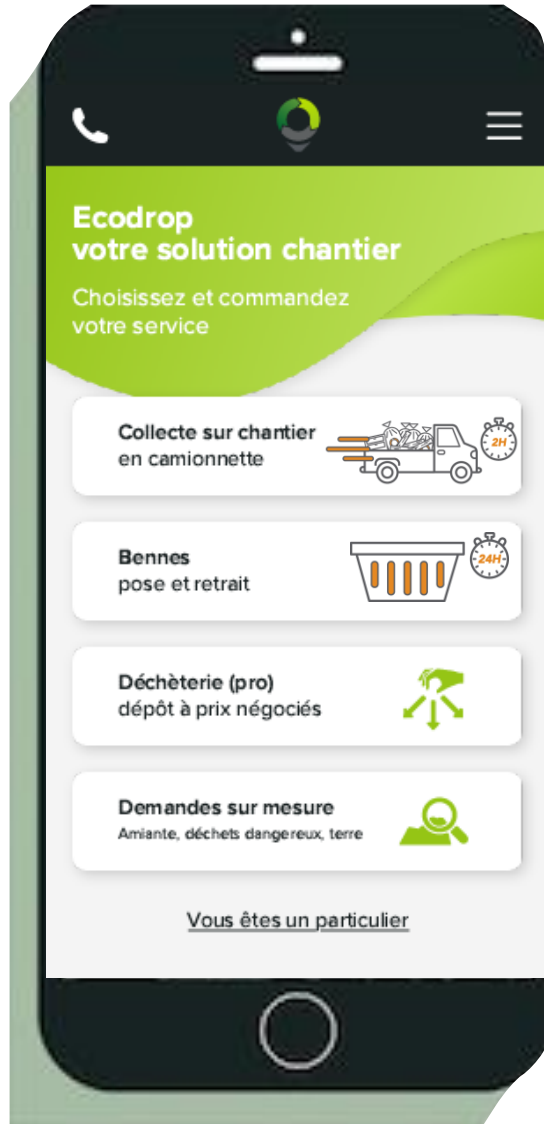 Ecodrop
votre solution chantier
Choisissez et commandez
votre service
Collecte sur chantier
en camionnette
2H
Bennes
pose et retrait
24H
Déchèterie (pro)
dépôt à prix négociés
Demandes sur mesure
Amiante, déchets dangereux, terre
Vous êtes un particulier